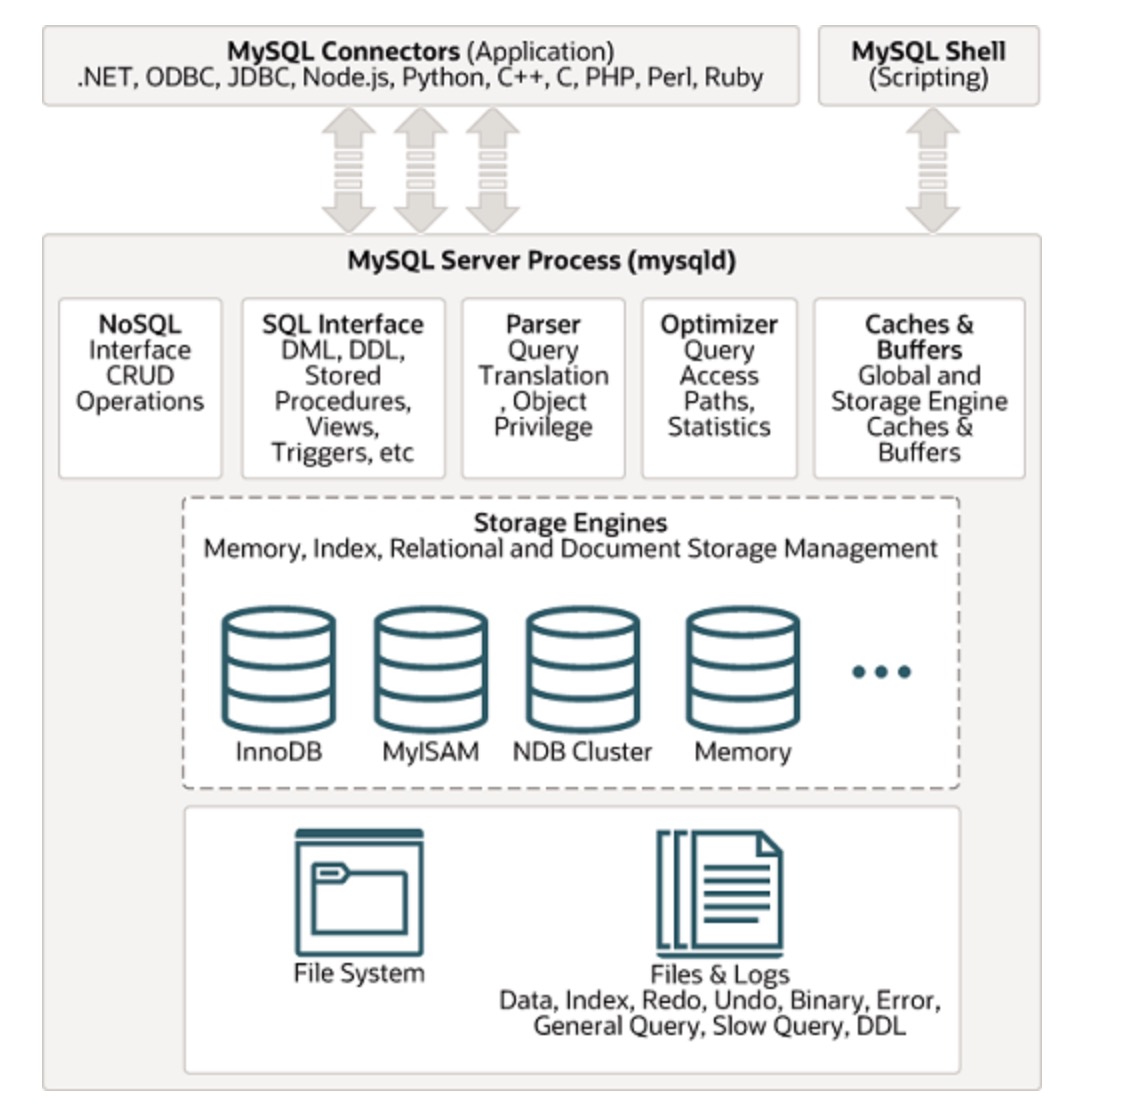 MySQL Connectors (Application)
.NET, ODBC, JDBC, Node.js, Python, C++, C, PHP, Perl, Ruby
MySQL Shell
(Scripting)
MySQL Server Process (mysqld)
NoSQL
Interface
CRUD
Operations
SQL Interface
DML, DDL,
Stored
Procedures,
Views,
Triggers, etc
Parser
Query
Translation
, Object
Privilege
Optimizer
Query
Access
Paths,
Statistics
Caches &
Buffers
Global and
Storage Engine
Caches &
Buffers
Storage Engines
Memory, Index, Relational and Document Storage Management
InnoDB
MyISAM
NDB Cluster
Memory
File System
Files & Logs
Data, Index, Redo, Undo, Binary, Error,
General Query, Slow Query, DDL